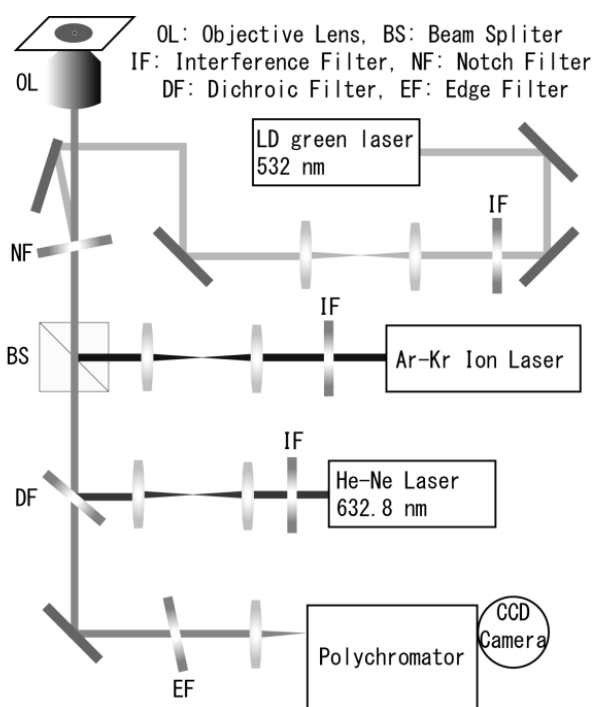 OL: Objective Lens, BS: Beam Spliter
IF: Interference Filter, NF: Notch Filter
DF: Dichroic Filter, EF: Edge Filter
OL
LD green laser
532 nm
IF
NF
IF
BS
Ar-Kr Ion Laser
IF
He-Ne Laser
632.8 nm
DF
CCD
Camera
Polychromator
EF